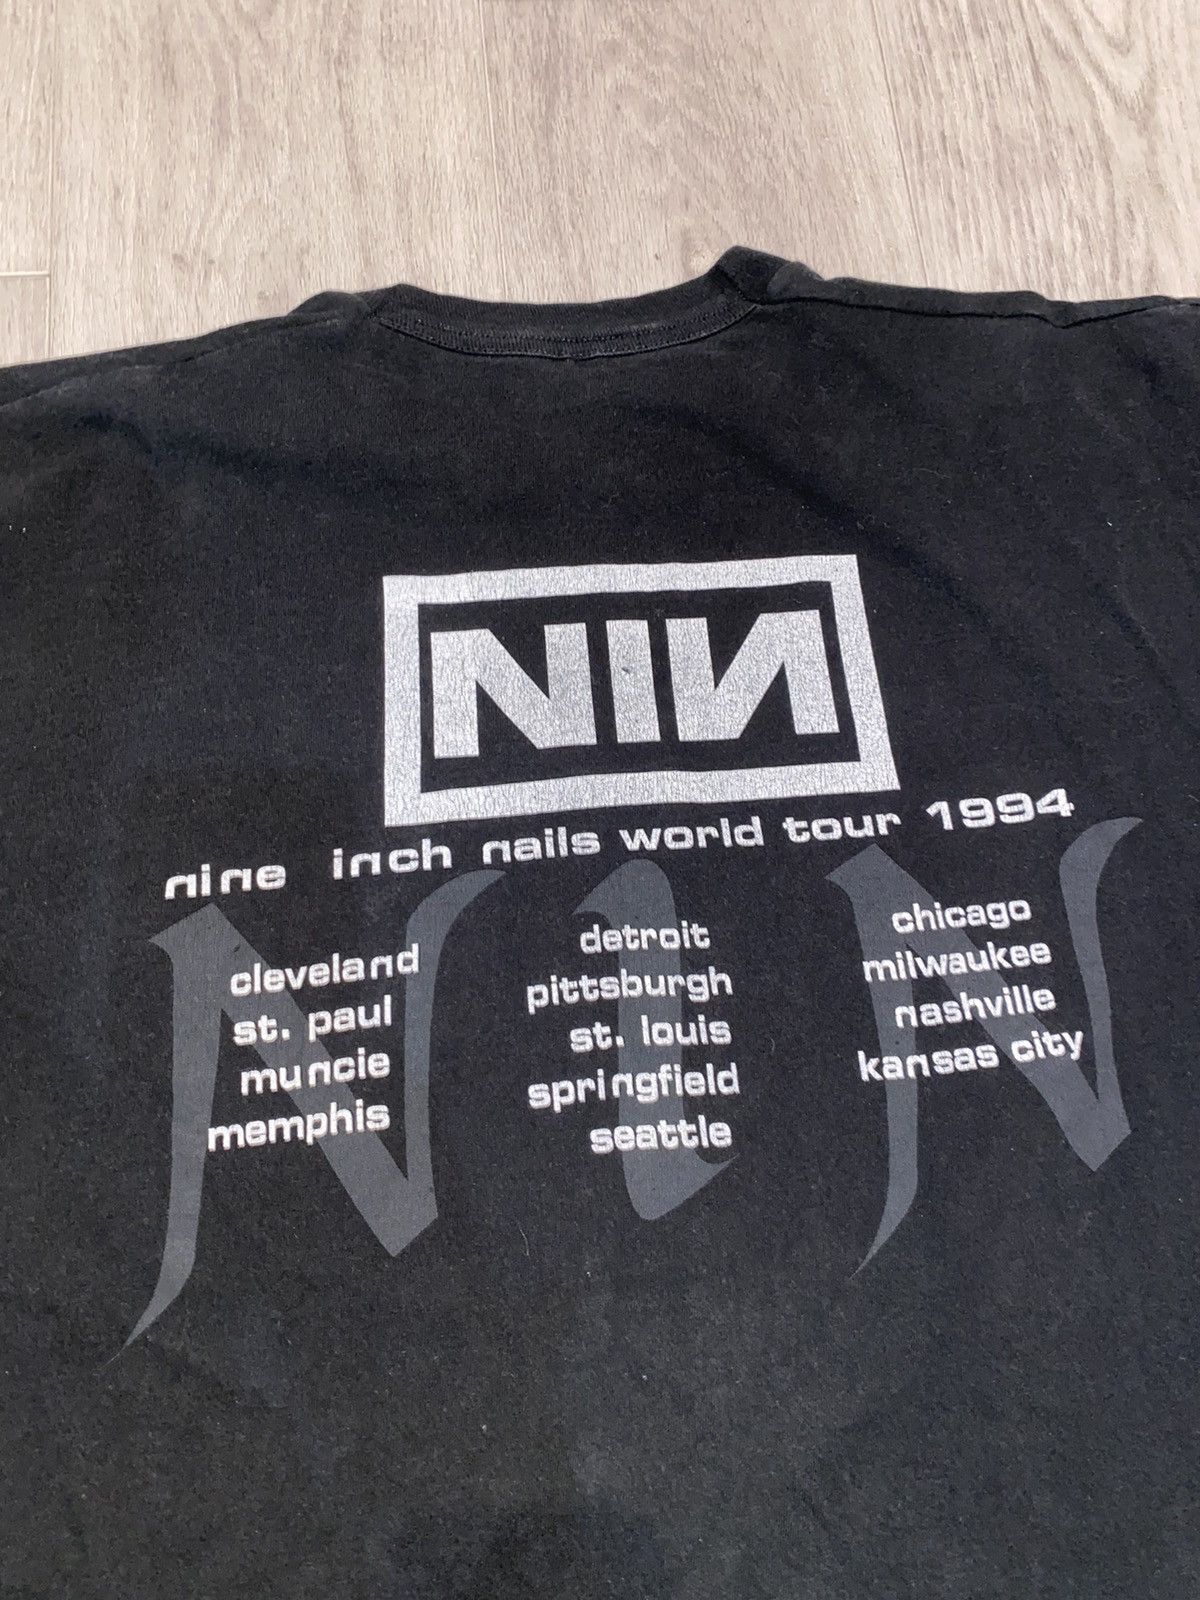 NIИ
nine inch nails world tour 1994
NIN
cleveland
st. paul
muncie
memphis
detroit
pittsburgh
st. louis
springfield
seattle
chicago
milwaukee
nashville
kansas city